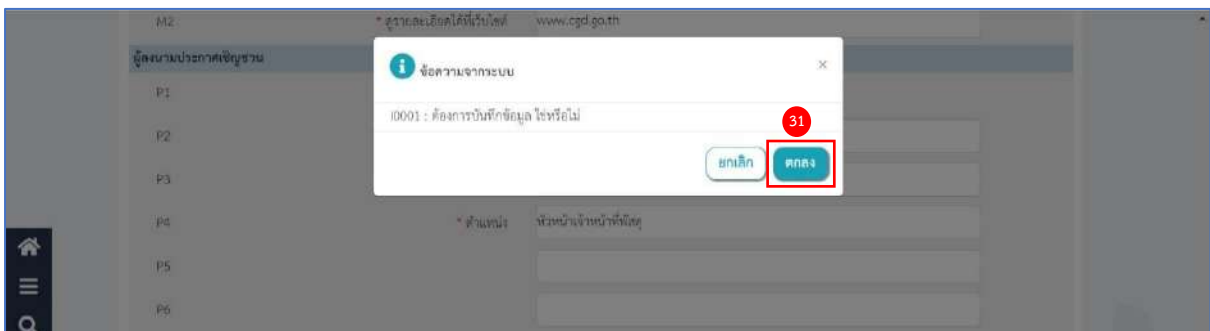 M2 * ดูรายละเอียดได้ที่เว็บไซต์ www.cgd.go.th
ผู้ลงนามประกาศเชิญชวน
ข้อความจากระบบ ×
P1
I0001 : ต้องการบันทึกข้อมูล ใช่หรือไม่
31
P2
ยกเลิก ตกลง
P3
P4 * ตำแหน่ง หัวหน้าเจ้าหน้าที่พัสดุ
P5
P6